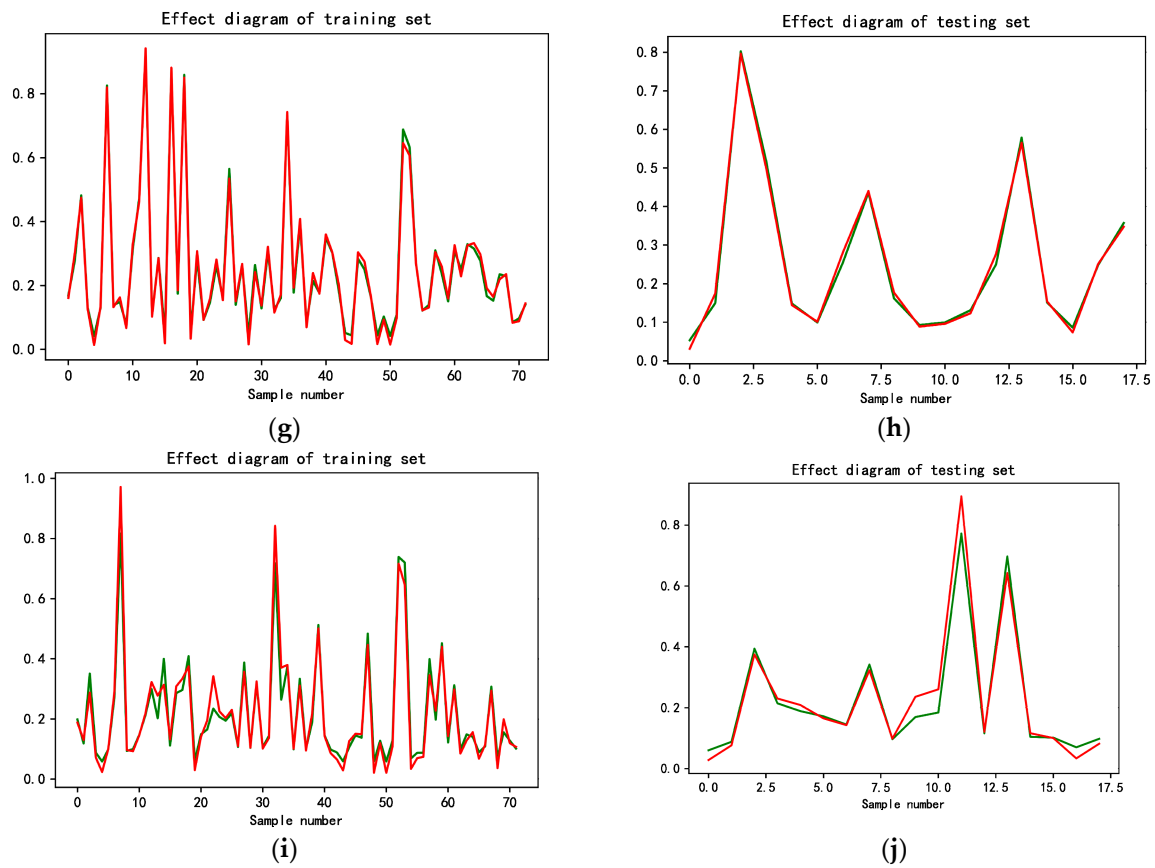 Effect diagram of training set
0.8
0.6
0.4
0.2
0.0
0 10 20 30 40 50 60 70
Sample number
(g)
Effect diagram of testing set
0.8
0.7
0.6
0.5
0.4
0.3
0.2
0.1
0.0
0.0 2.5 5.0 7.5 10.0 12.5 15.0 17.5
Sample number
(h)
Effect diagram of training set
1.0
0.8
0.6
0.4
0.2
0.0
0 10 20 30 40 50 60 70
Sample number
(i)
Effect diagram of testing set
0.8
0.6
0.4
0.2
0.0
0.0 2.5 5.0 7.5 10.0 12.5 15.0 17.5
Sample number
(j)